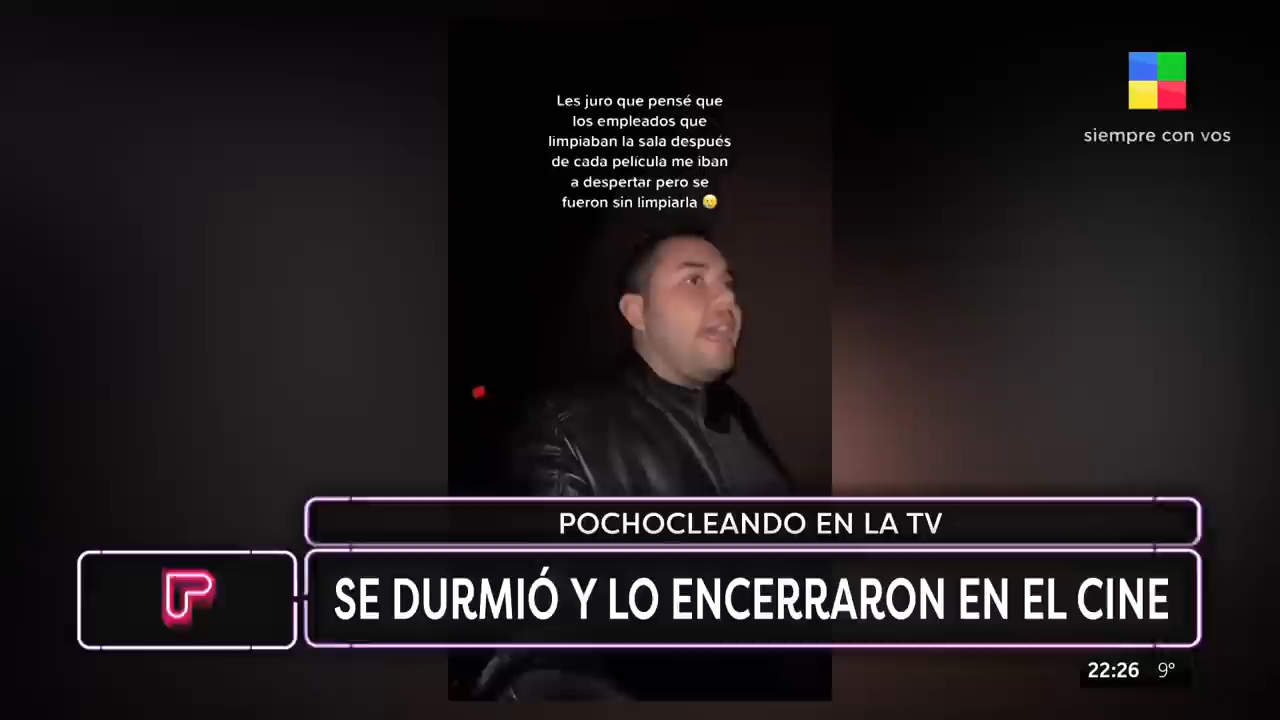 Les juro que pensé que
los empleados que
limpiaban la sala después
de cada película me iban
a despertar pero se
fueron sin limpiarla 🥲
siempre con vos
POCHOCLEANDO EN LA TV
P
SE DURMIÓ Y LO ENCERRARON EN EL CINE
22:26 9°